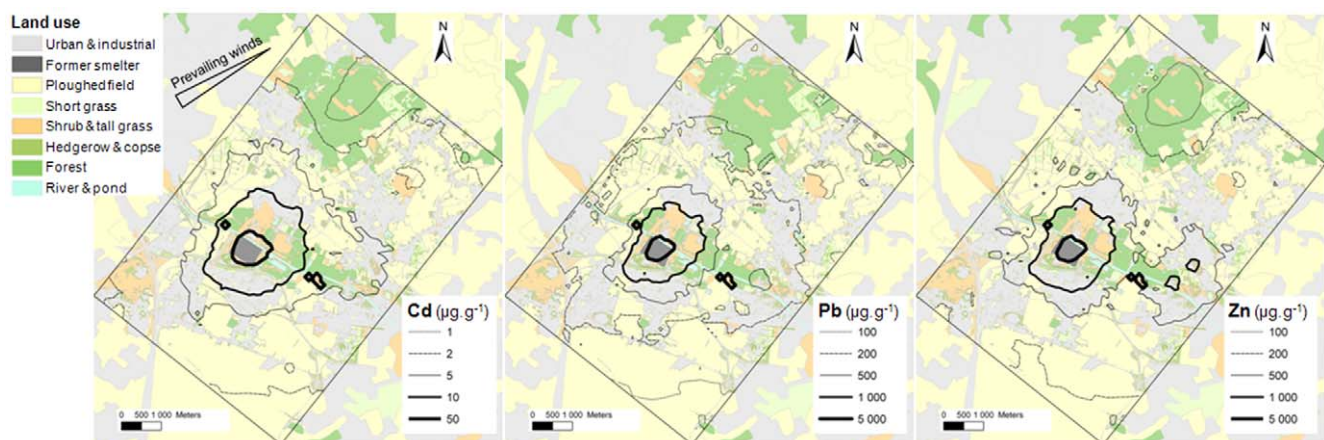 Land use
Urban & industrial
Former smelter
Ploughed field
Short grass
Shrub & tall grass
Hedgerow & copse
Forest
River & pond
Prevailing winds
N
Cd (µg.g-1)
1
2
5
10
50
0 500 1 000 Meters
N
Pb (µg.g-1)
100
200
500
1 000
5 000
0 500 1 000 Meters
N
Zn (µg.g-1)
100
200
500
1 000
5 000
0 500 1 000 Meters